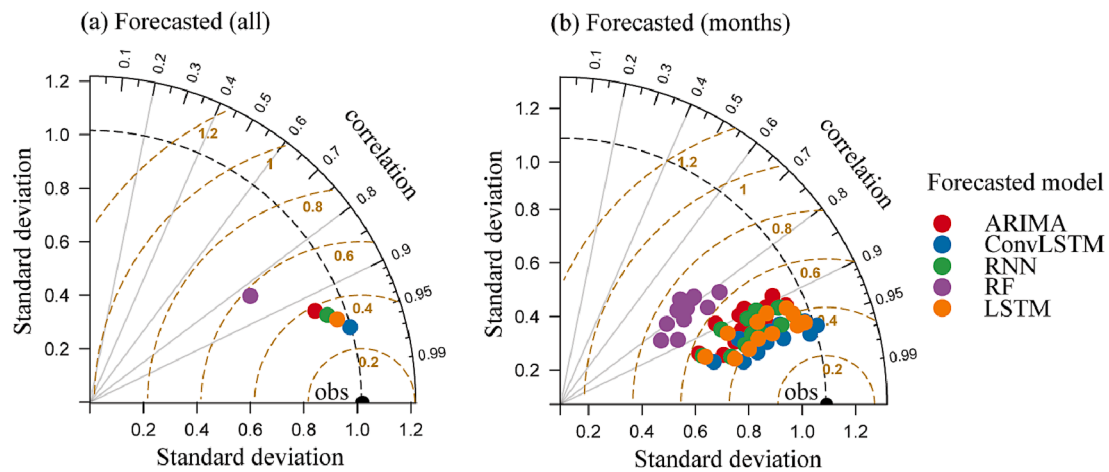 (a) Forecasted (all)
0.1
0.2
0.3
0.4
0.5
0.6
0.7
0.8
0.9
0.95
0.99
correlation
1.2
1.0
0.8
0.6
0.4
0.2
Standard deviation
1.2
1
0.8
0.6
0.4
0.2
obs
0.2 0.4 0.6 0.8 1.0 1.2
Standard deviation
(b) Forecasted (months)
0.1
0.2
0.3
0.4
0.5
0.6
0.7
0.8
0.9
0.95
0.99
correlation
1.2
1.0
0.8
0.6
0.4
0.2
Standard deviation
1.2
1
0.8
0.6
0.4
0.2
obs
0.2 0.4 0.6 0.8 1.0 1.2
Standard deviation
Forecasted model
ARIMA
ConvLSTM
RNN
RF
LSTM